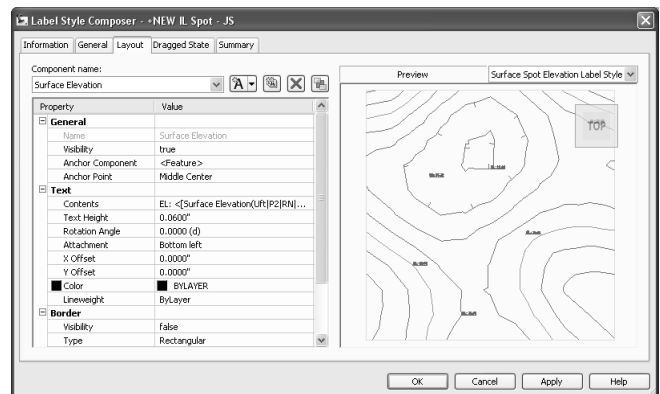 Label Style Composer - *NEW IL Spot - JS
Information General Layout Dragged State Summary
Component name:
Surface Elevation
Preview Surface Spot Elevation Label Style
Property Value
General
Name Surface Elevation
Visibility true
Anchor Component <Feature>
Anchor Point Middle Center
Text
Contents EL: <[Surface Elevation(Uft|P2|RN|...
Text Height 0.0600"
Rotation Angle 0.0000 (d)
Attachment Bottom left
X Offset 0.0000"
Y Offset 0.0000"
Color BYLAYER
Lineweight ByLayer
Border
Visibility false
Type Rectangular
TOP
OK Cancel Apply Help